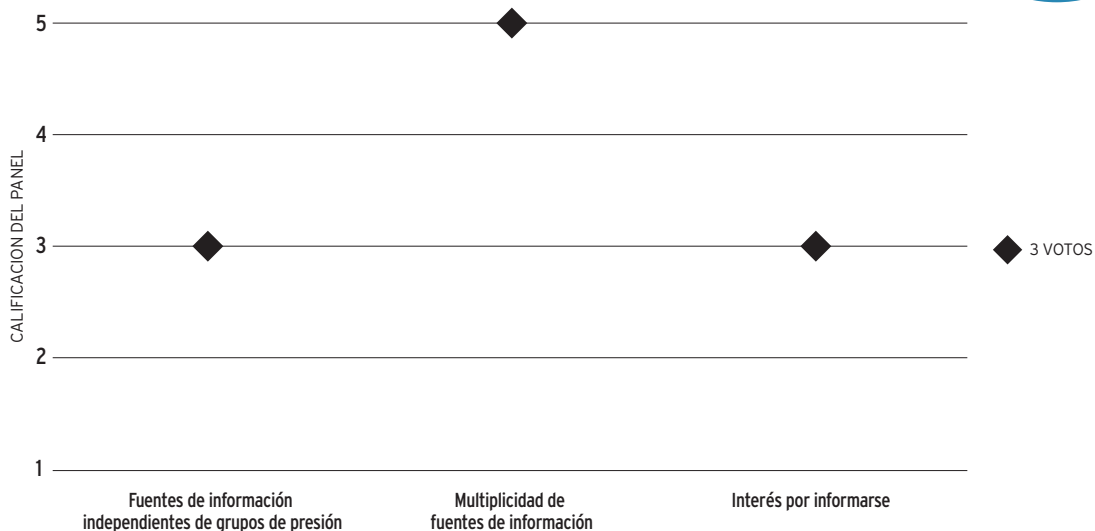 5
4
3
2
1
CALIFICACION DEL PANEL
3 VOTOS
Fuentes de información
independientes de grupos de presión
Multiplicidad de
fuentes de información
Interés por informarse